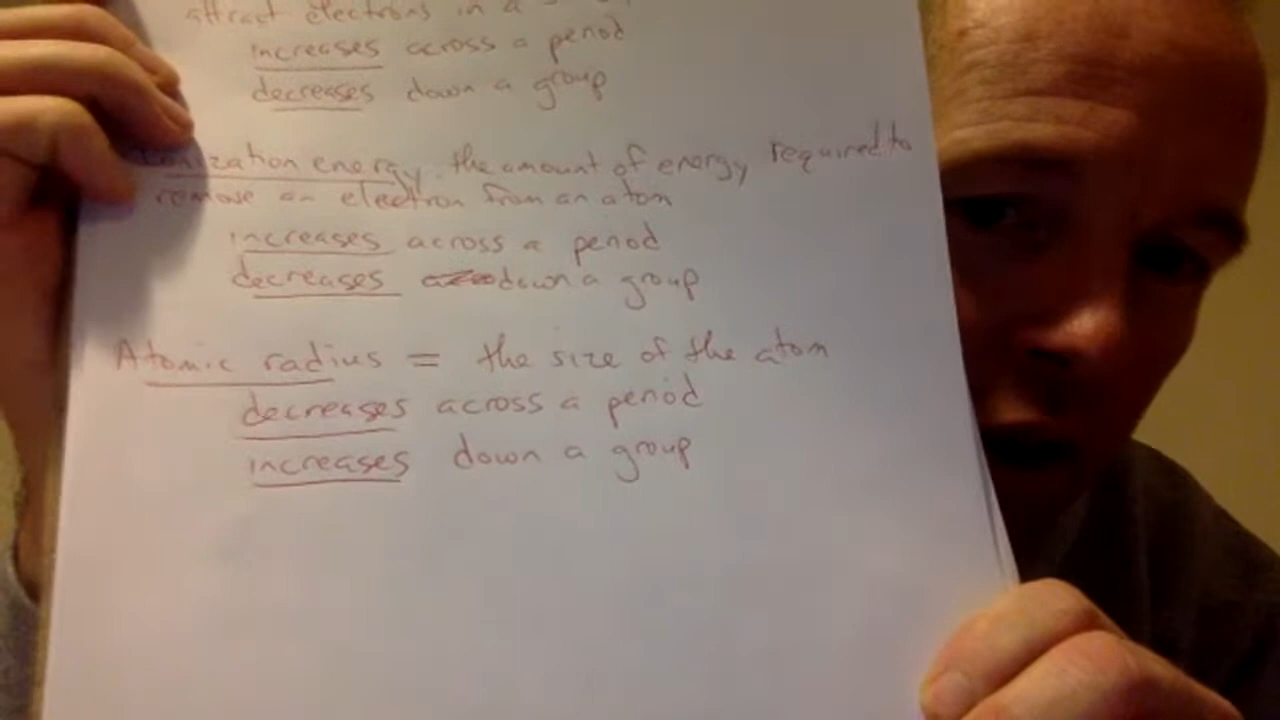 attract electrons in a
increases across a period
decreases down a group
ionization energy. the amount of energy required to
remove an electron from an atom
increases across a period
decreases down a group
Atomic radius = the size of the atom
decreases across a period
increases down a group